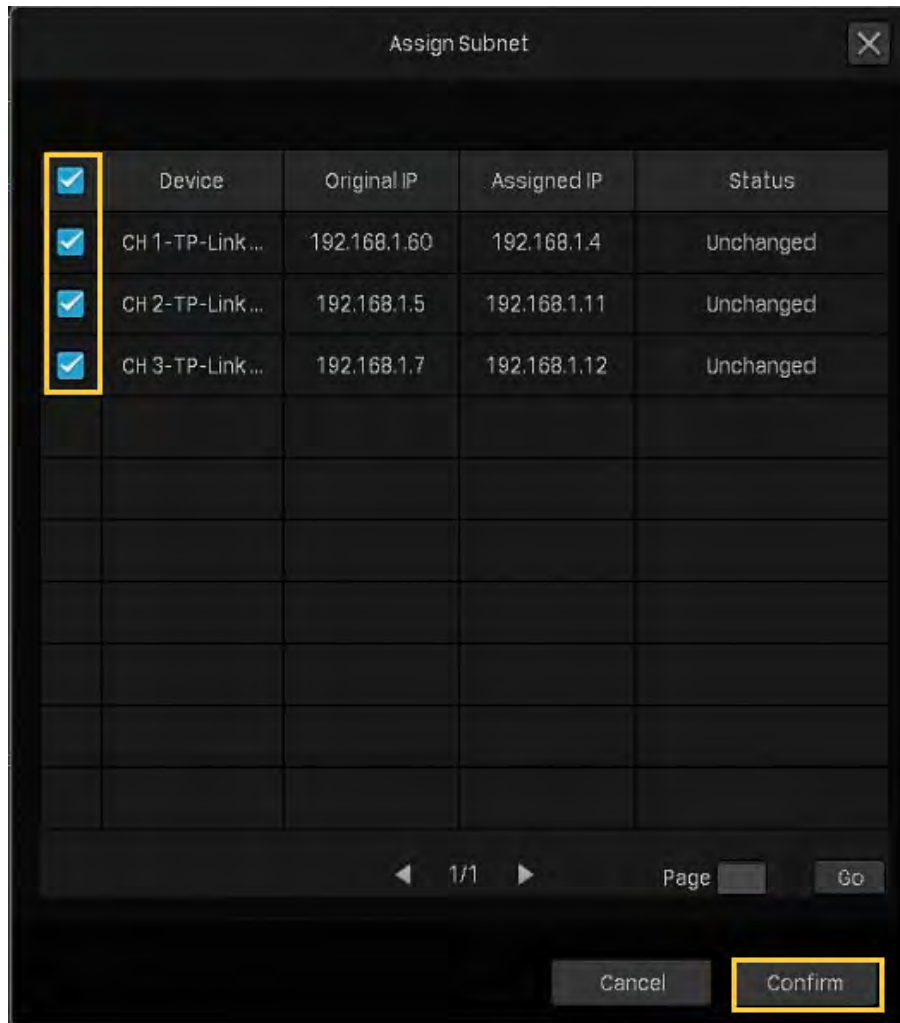 Assign Subnet
Device Original IP Assigned IP Status
CH 1-TP-Link... 192.168.1.60 192.168.1.4 Unchanged
CH 2-TP-Link... 192.168.1.5 192.168.1.11 Unchanged
CH 3-TP-Link... 192.168.1.7 192.168.1.12 Unchanged
1/1 Page Go
Cancel Confirm